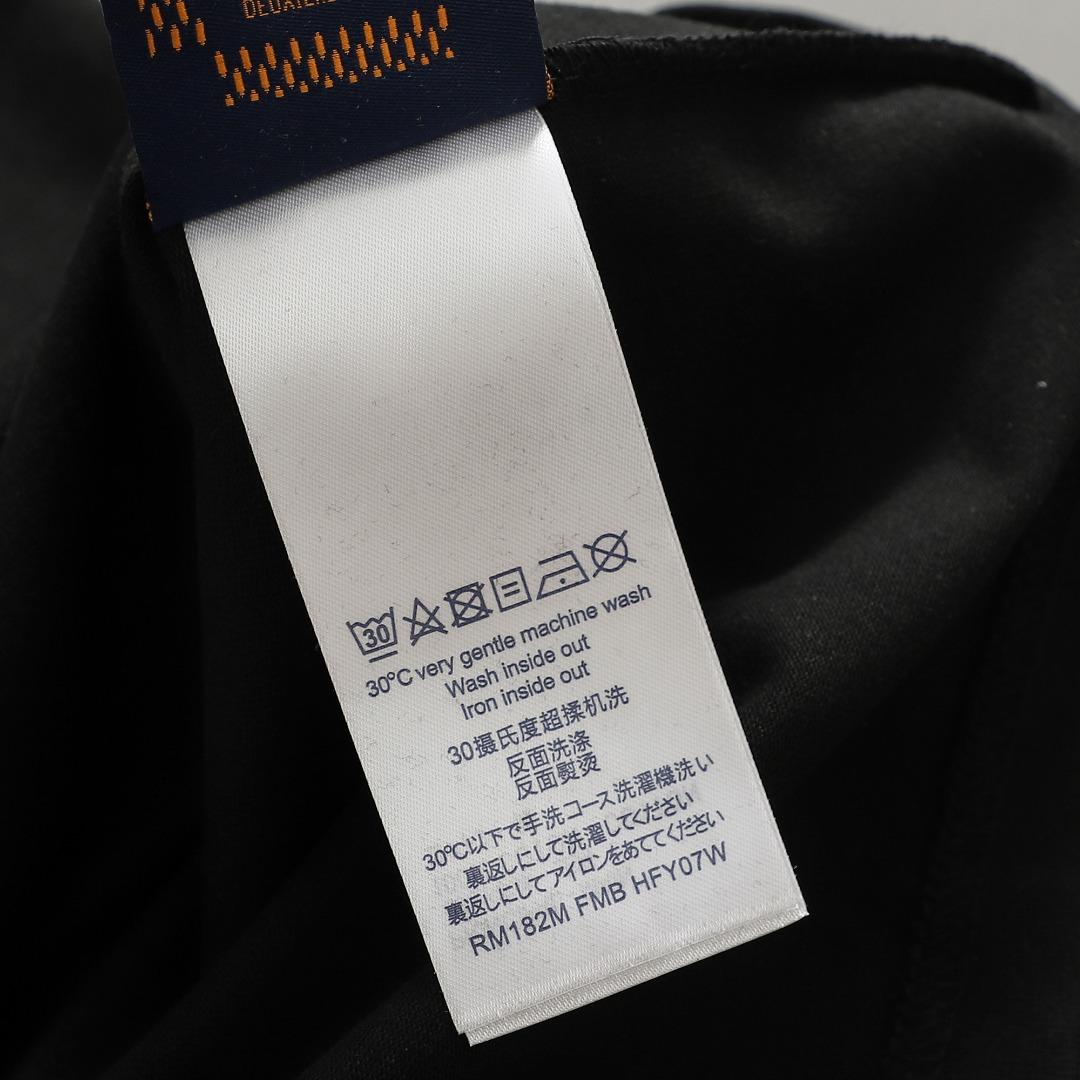 30
30°C very gentle machine wash
Wash inside out
Iron inside out
30摄氏度超揉机洗
反面洗涤
反面熨烫
30℃以下で手洗コース洗濯機洗い
裏返しにして洗濯してください
裏返しにしてアイロンをあててください
RM182M FMB HFY07W